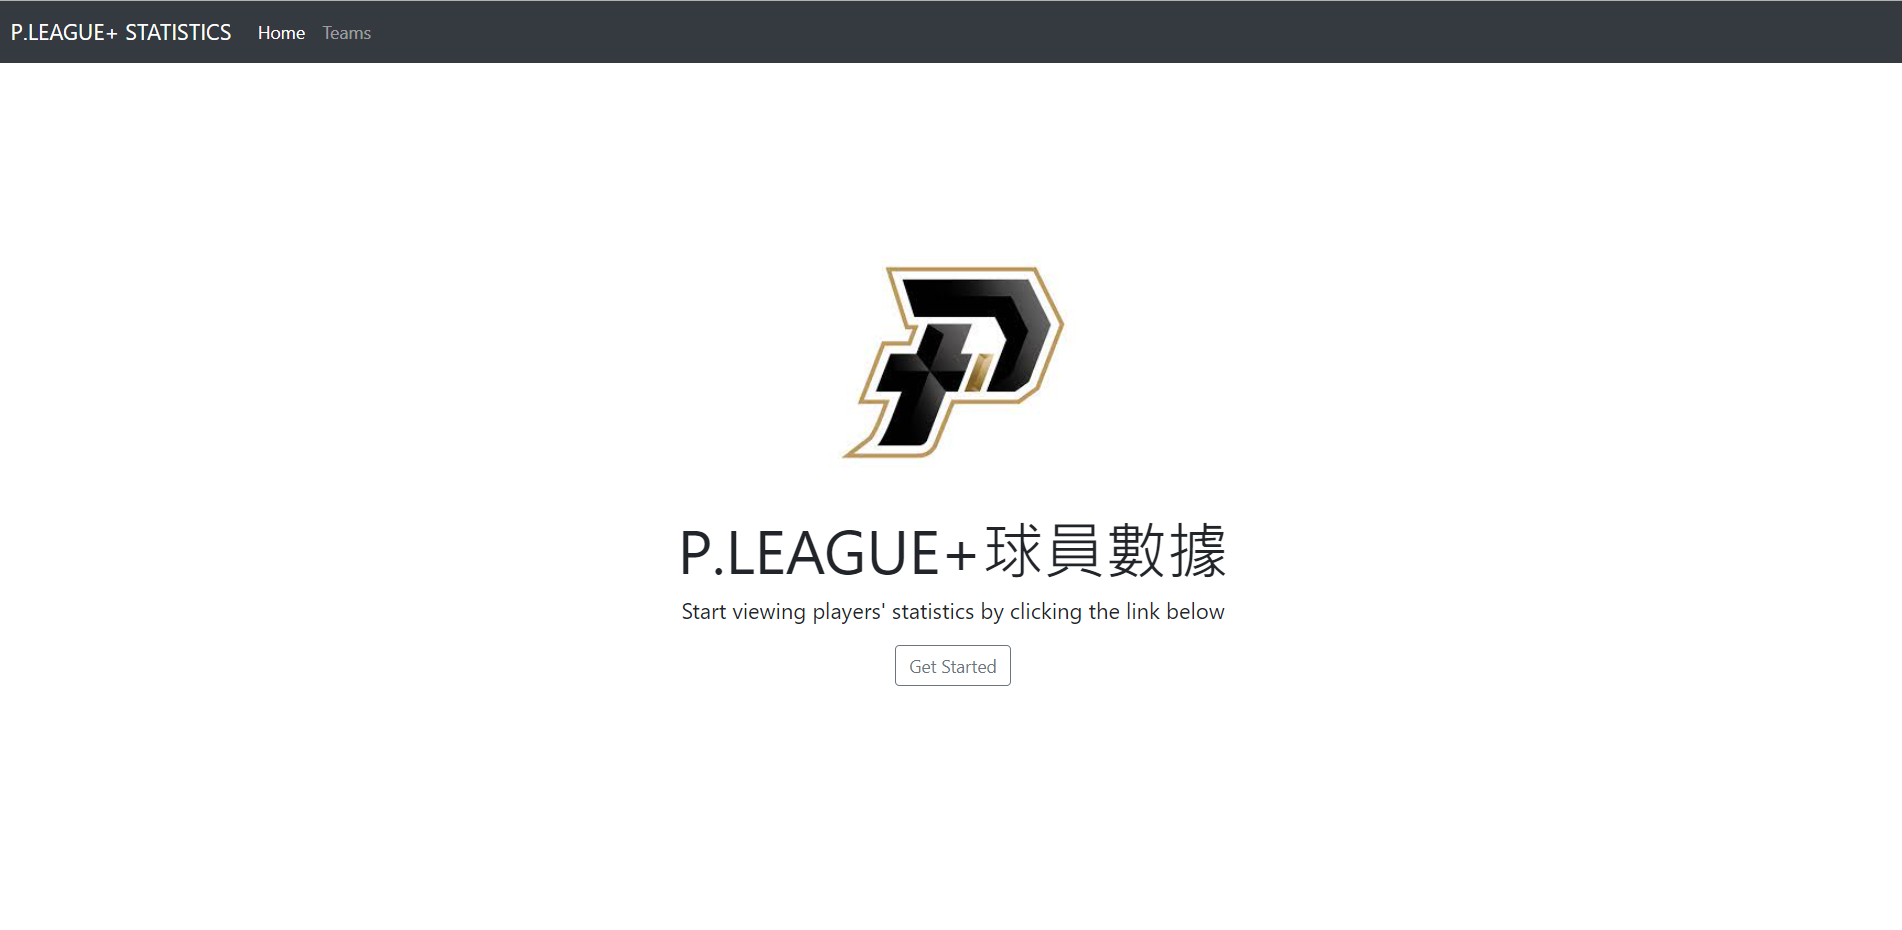 P.LEAGUE+ STATISTICS Home Teams
P.LEAGUE+球員數據
Start viewing players' statistics by clicking the link below
Get Started